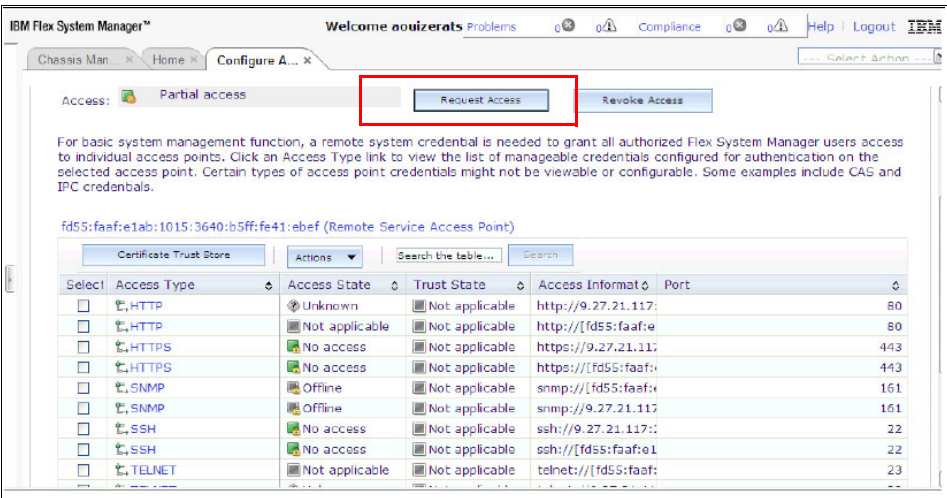 IBM Flex System Manager™ Welcome aouizerats Problems 0 0 Compliance 0 0 Help Logout IBM
Chassis Man... × Home × Configure A... × --- Select Action ---
Access: Partial access Request Access Revoke Access
For basic system management function, a remote system credential is needed to grant all authorized Flex System Manager users access
to individual access points. Click an Access Type link to view the list of manageable credentials configured for authentication on the
selected access point. Certain types of access point credentials might not be viewable or configurable. Some examples include CAS and
IPC credentials.
fd55:faaf:e1ab:1015:3640:b5ff:fe41:ebef (Remote Service Access Point)
Certificate Trust Store Actions Search the table... Search
Select Access Type Access State Trust State Access Informat Port
HTTP Unknown Not applicable http://9.27.21.117: 80
HTTP Not applicable Not applicable http://[fd55:faaf:e 80
HTTPS No access Not applicable https://9.27.21.117 443
HTTPS No access Not applicable https://[fd55:faaf: 443
SNMP Offline Not applicable snmp://[fd55:faaf:e 161
SNMP Offline Not applicable snmp://9.27.21.117 161
SSH No access Not applicable ssh://9.27.21.117:2 22
SSH No access Not applicable ssh://[fd55:faaf:e1 22
TELNET Not applicable Not applicable telnet://[fd55:faaf: 23